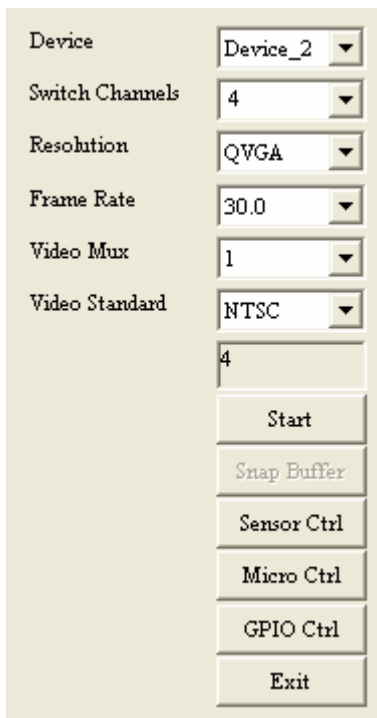 Device Device_2
Switch Channels 4
Resolution QVGA
Frame Rate 30.0
Video Mux 1
Video Standard NTSC
4
Start
Snap Buffer
Sensor Ctrl
Micro Ctrl
GPIO Ctrl
Exit